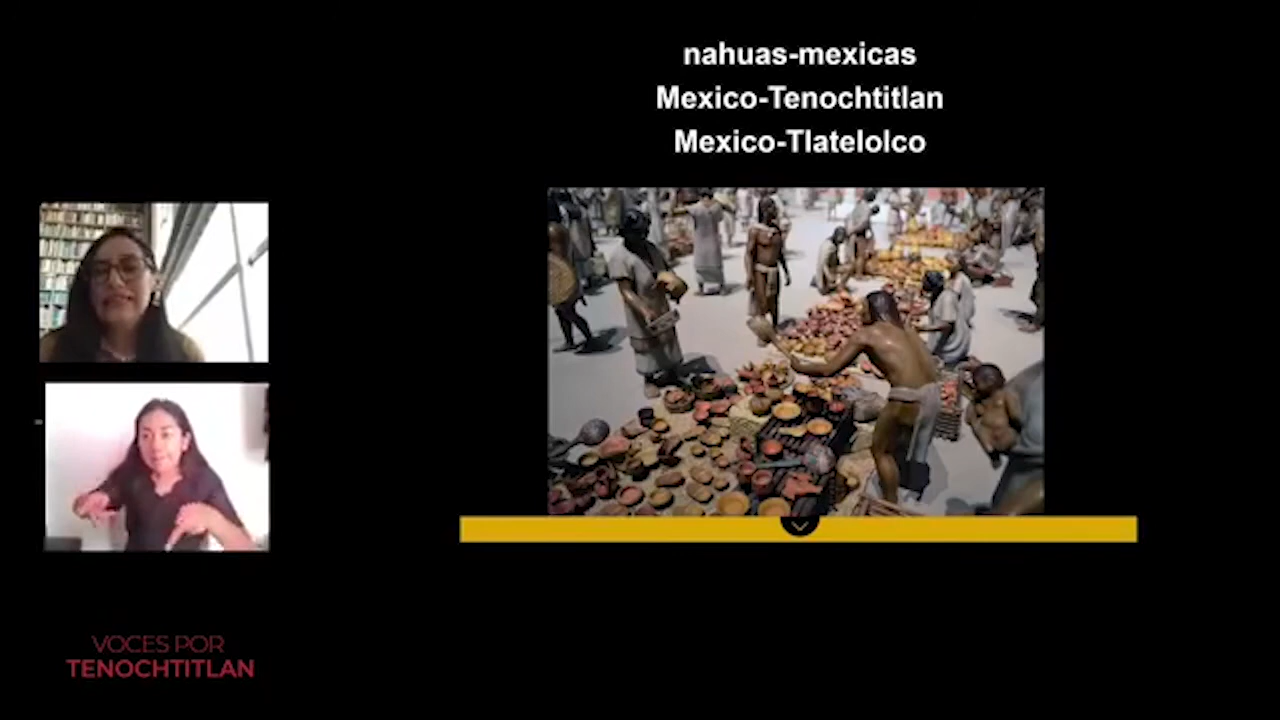 nahuas-mexicas
Mexico-Tenochtitlan
Mexico-Tlatelolco
VOCES POR
TENOCHTITLAN